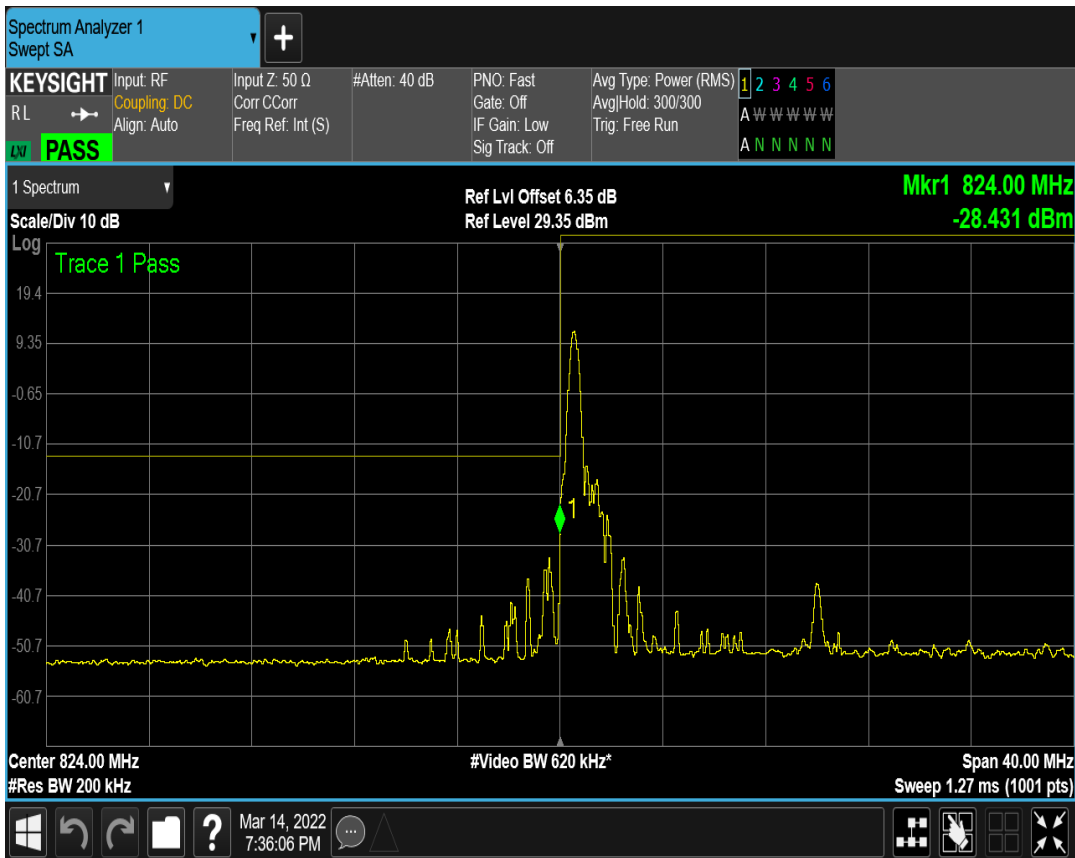 Spectrum Analyzer 1
Swept SA
+
KEYSIGHT
R L
LXI
PASS
Input: RF
Coupling: DC
Align: Auto
Input Z: 50 Ω
Corr CCorr
Freq Ref: Int (S)
#Atten: 40 dB
PNO: Fast
Gate: Off
IF Gain: Low
Sig Track: Off
Avg Type: Power (RMS)
Avg|Hold: 300/300
Trig: Free Run
1 2 3 4 5 6
A W W W W W
A N N N N N
1 Spectrum
Scale/Div 10 dB
Ref Lvl Offset 6.35 dB
Ref Level 29.35 dBm
Mkr1 824.00 MHz
-28.431 dBm
Log
Trace 1 Pass
19.4
9.35
-0.65
-10.7
-20.7
-30.7
-40.7
-50.7
-60.7
1
Center 824.00 MHz
#Video BW 620 kHz*
Span 40.00 MHz
#Res BW 200 kHz
Sweep 1.27 ms (1001 pts)
?
Mar 14, 2022
7:36:06 PM